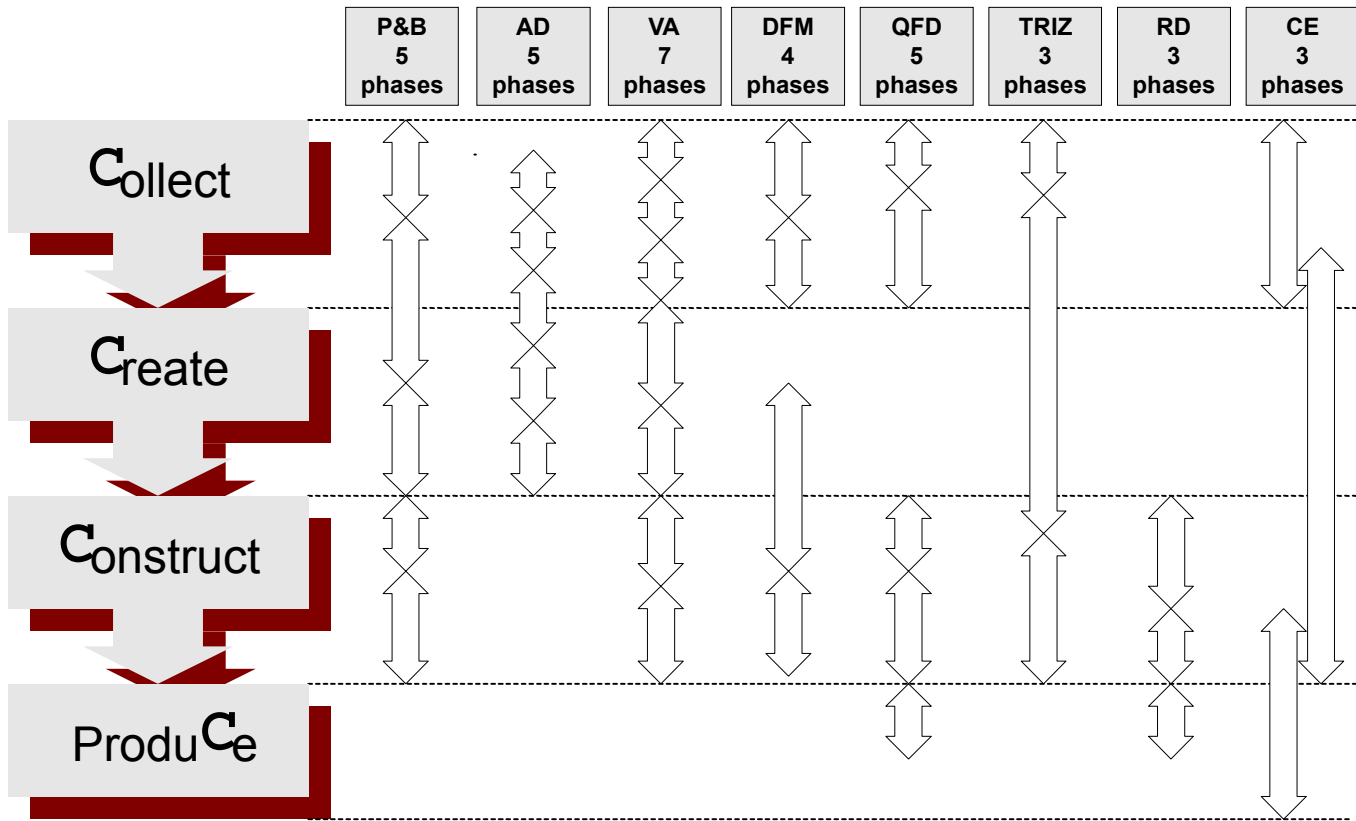 P&B
5
phases
AD
5
phases
VA
7
phases
DFM
4
phases
QFD
5
phases
TRIZ
3
phases
RD
3
phases
CE
3
phases
Collect
Create
Construct
ProduCe